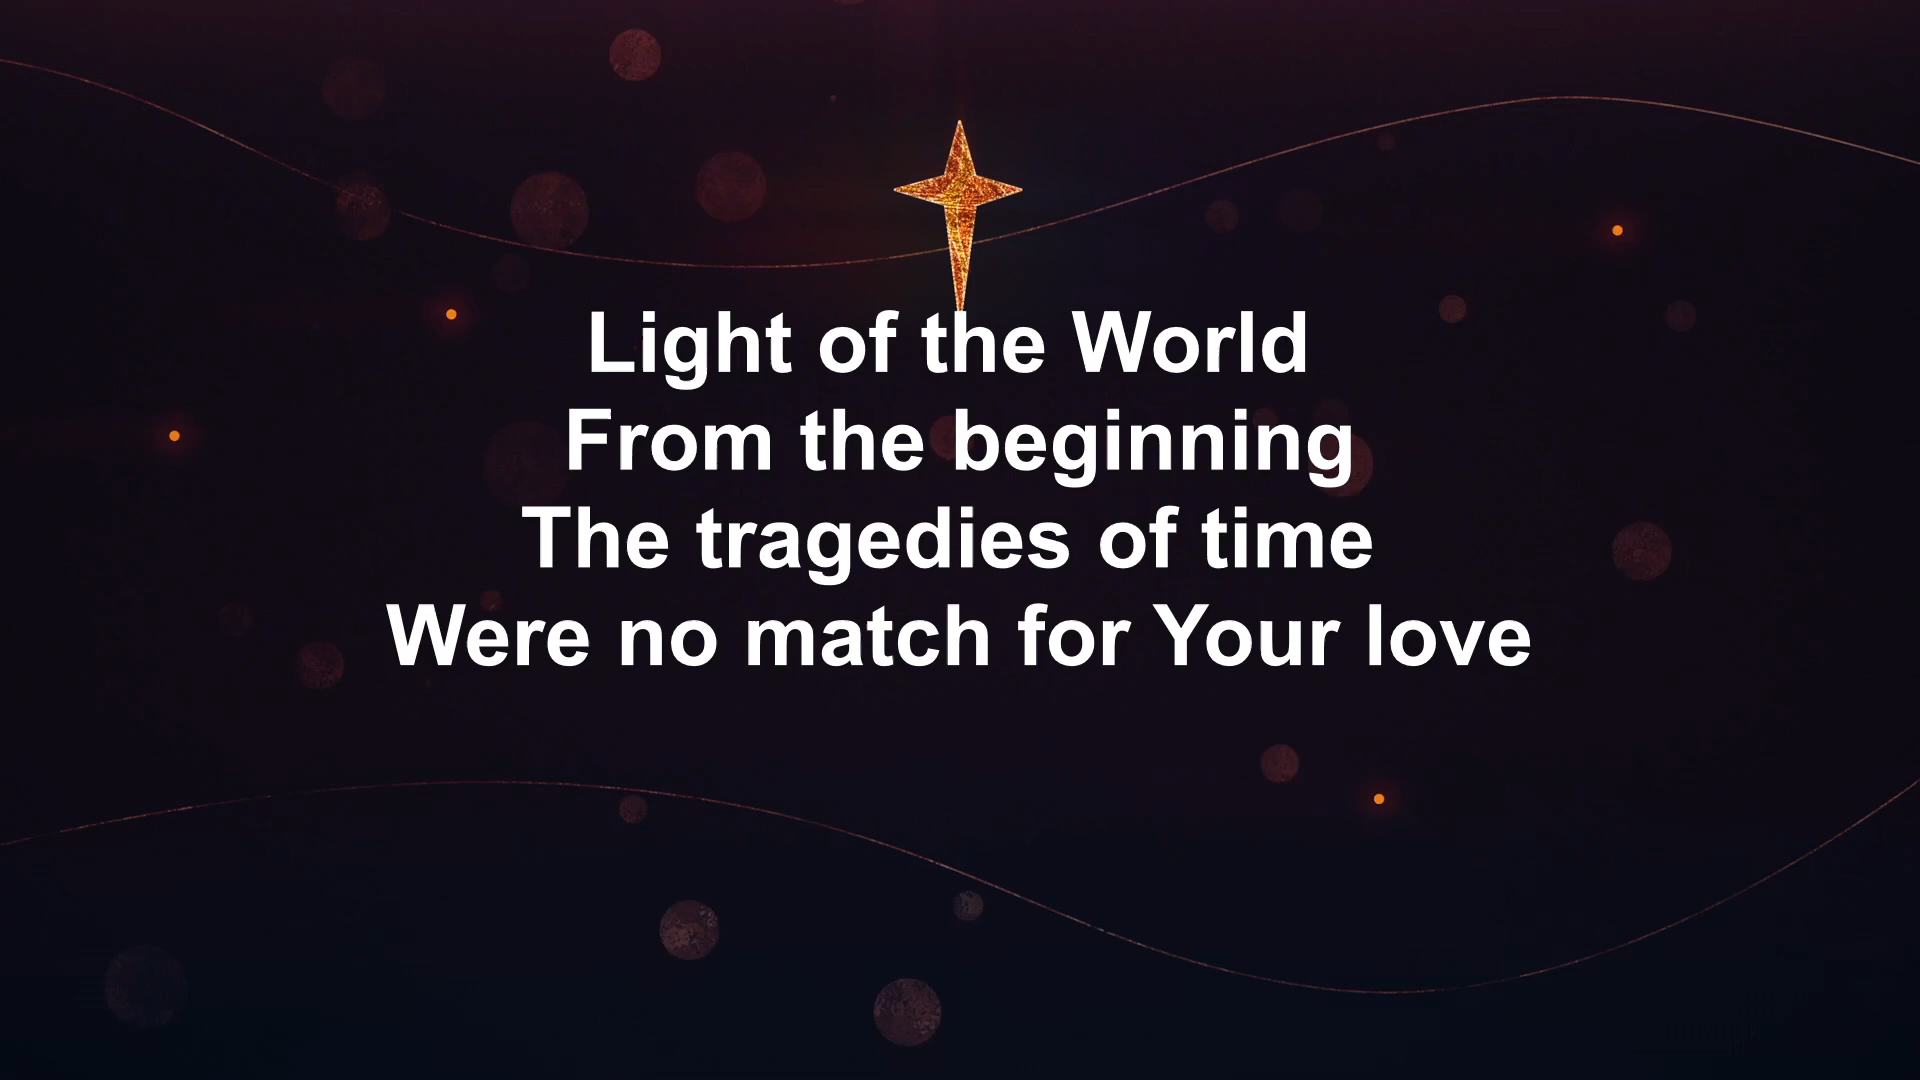 Light of the World
From the beginning
The tragedies of time
Were no match for Your love